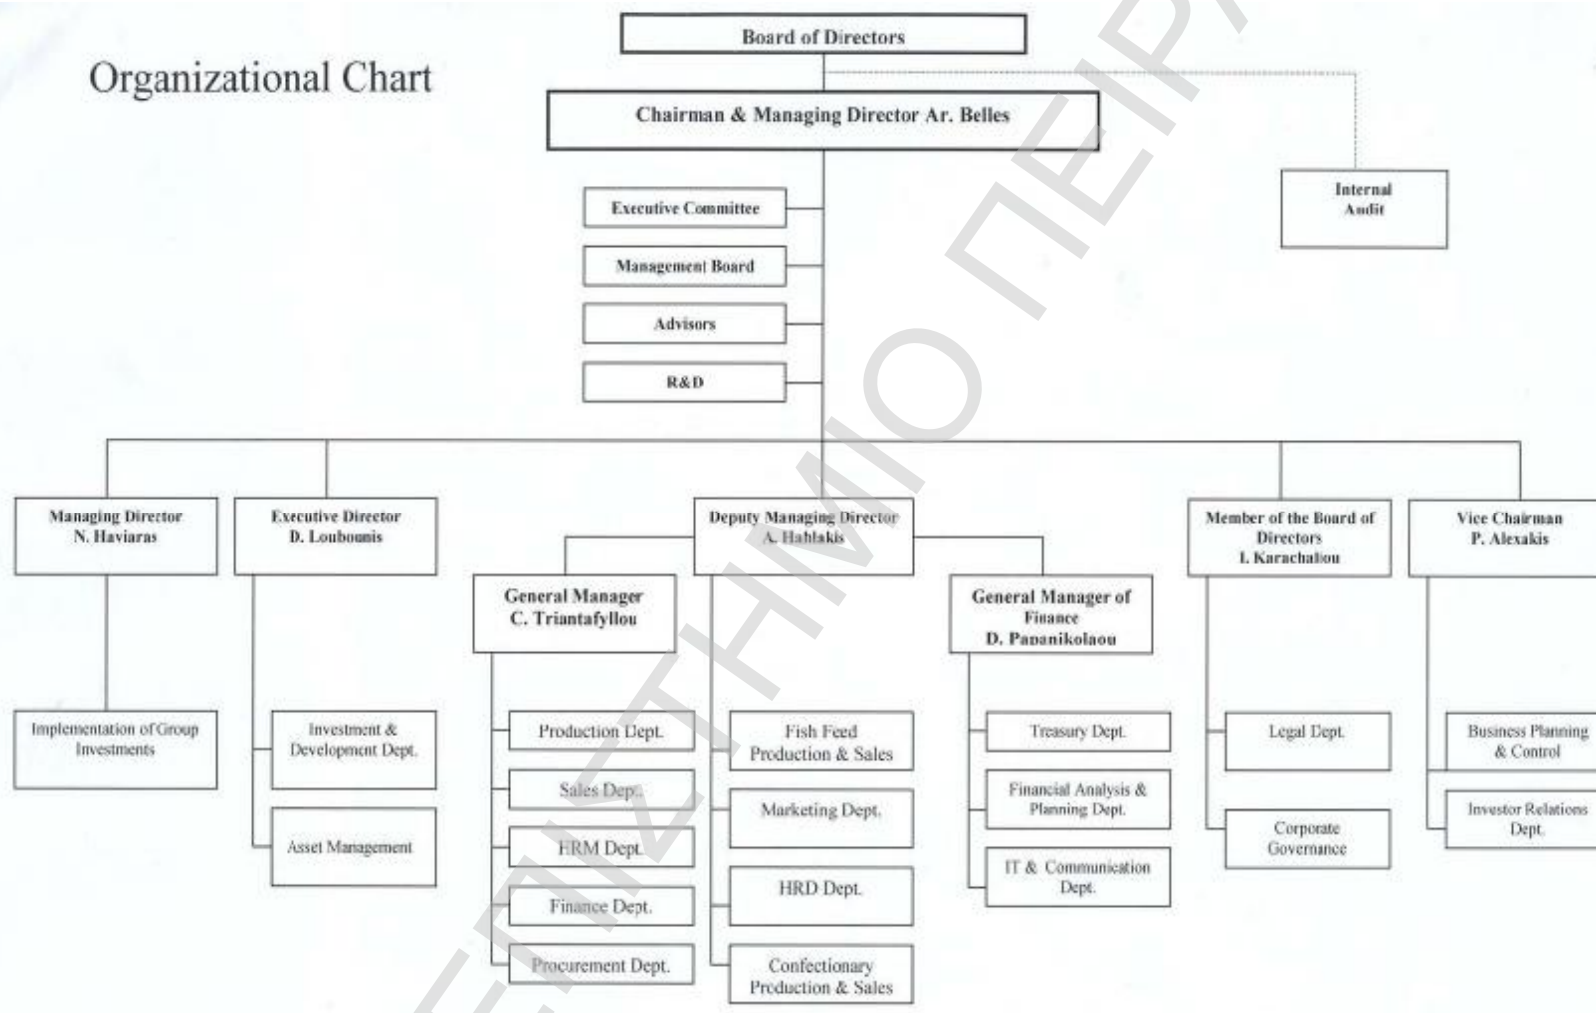 Organizational Chart
Board of Directors
Chairman & Managing Director Ar. Belles
Internal
Audit
Executive Committee
Management Board
Advisors
R&D
Managing Director
N. Haviaras
Executive Director
D. Loubounis
Deputy Managing Director
A. Hahlakis
Member of the Board of
Directors
I. Karachaliou
Vice Chairman
P. Alexakis
General Manager
C. Triantafyllou
General Manager of
Finance
D. Papanikolaou
Implementation of Group
Investments
Investment &
Development Dept.
Asset Management
Production Dept.
Sales Dept.
HRM Dept.
Finance Dept.
Procurement Dept.
Fish Feed
Production & Sales
Marketing Dept.
HRD Dept.
Confectionary
Production & Sales
Treasury Dept.
Financial Analysis &
Planning Dept.
IT & Communication
Dept.
Legal Dept.
Corporate
Governance
Business Planning
& Control
Investor Relations
Dept.